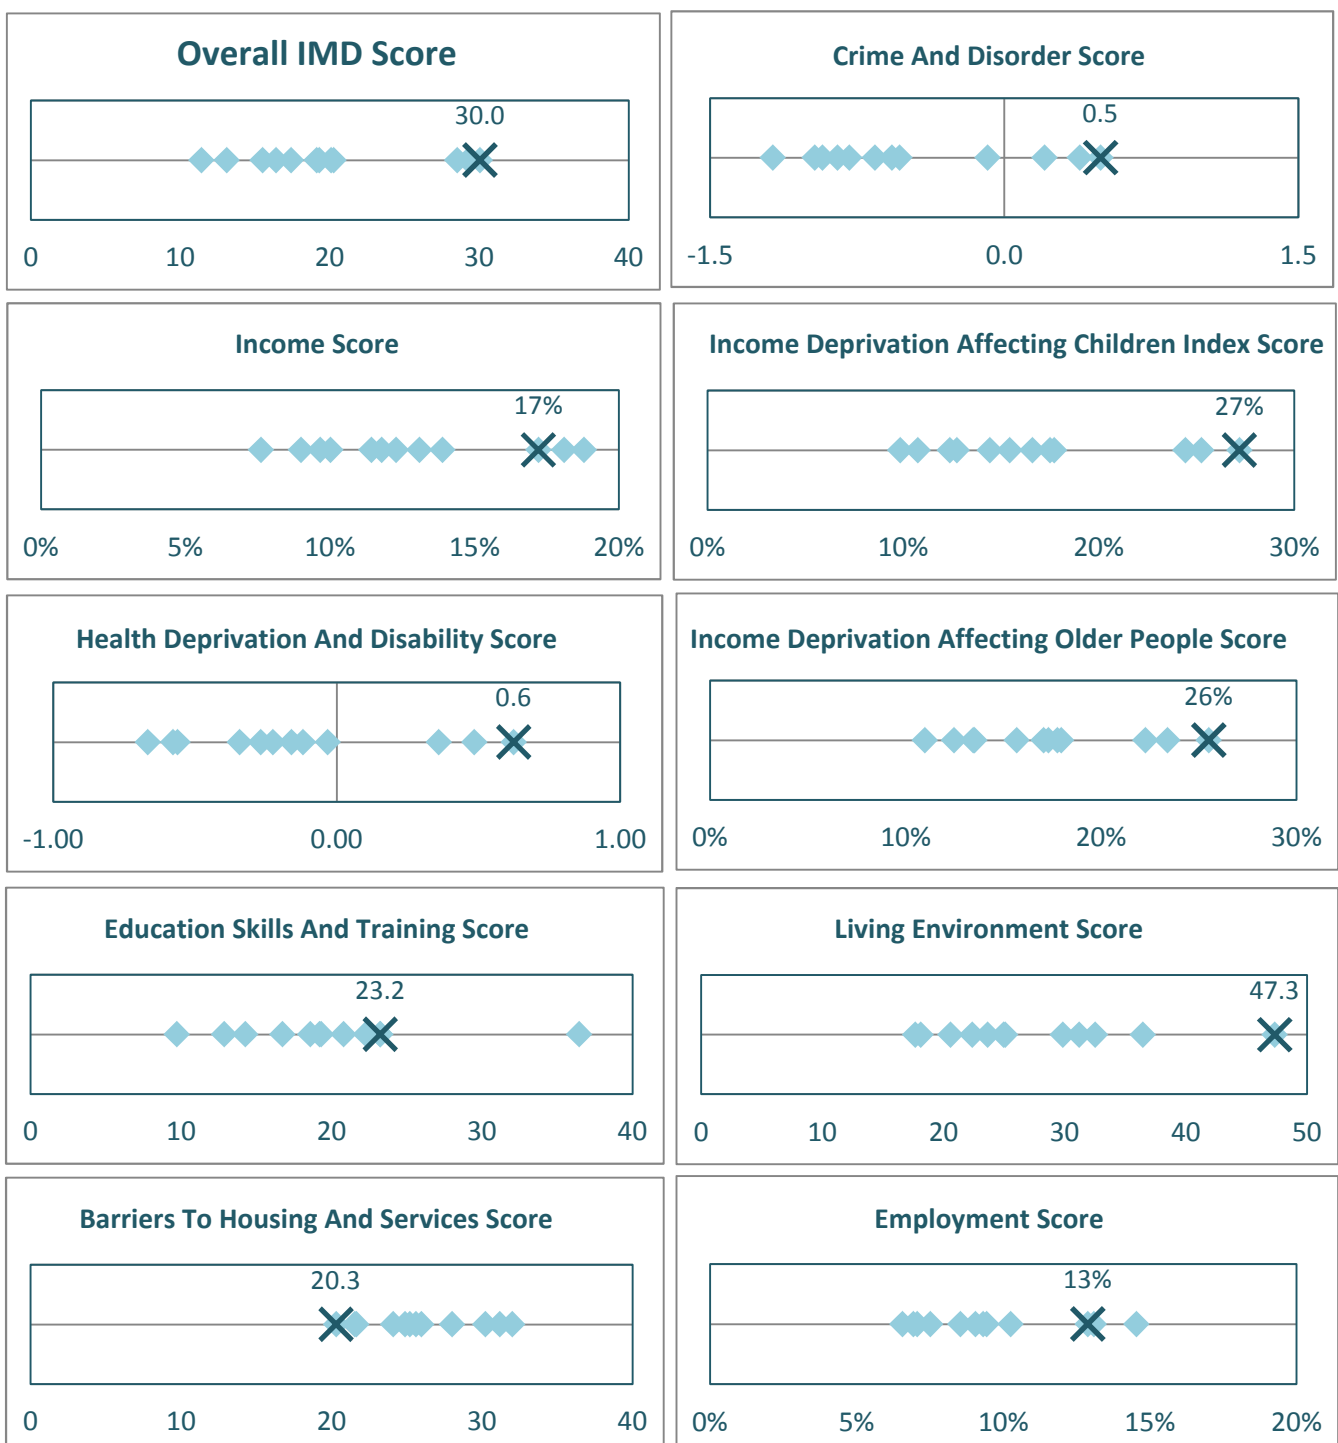 Overall IMD Score
30.0
0 10 20 30 40
Crime And Disorder Score
0.5
-1.5 0.0 1.5
Income Score
17%
0% 5% 10% 15% 20%
Income Deprivation Affecting Children Index Score
27%
0% 10% 20% 30%
Health Deprivation And Disability Score
0.6
-1.00 0.00 1.00
Income Deprivation Affecting Older People Score
26%
0% 10% 20% 30%
Education Skills And Training Score
23.2
0 10 20 30 40
Living Environment Score
47.3
0 10 20 30 40 50
Barriers To Housing And Services Score
20.3
0 10 20 30 40
Employment Score
13%
0% 5% 10% 15% 20%